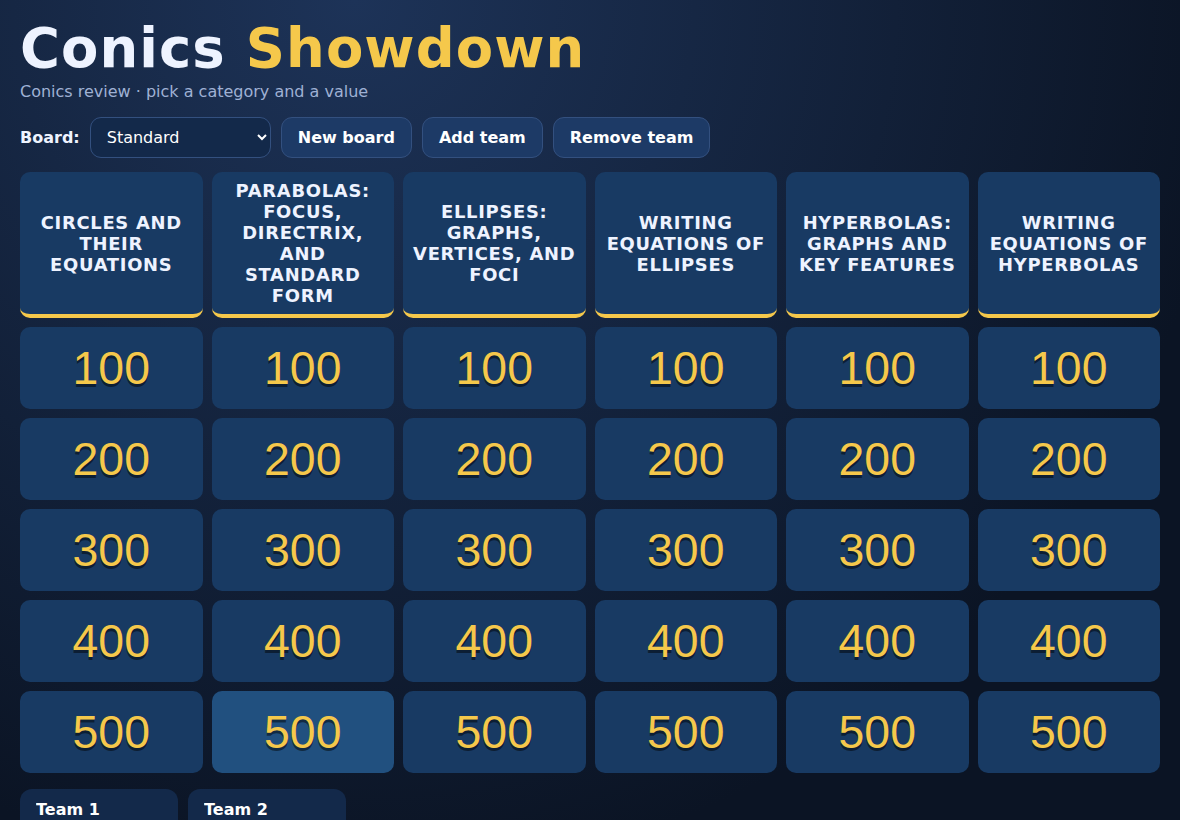 Conics Showdown
Conics review · pick a category and a value
Board: Standard New board Add team Remove team
CIRCLES AND
THEIR
EQUATIONS
PARABOLAS:
FOCUS,
DIRECTRIX,
AND
STANDARD
FORM
ELLIPSES:
GRAPHS,
VERTICES, AND
FOCI
WRITING
EQUATIONS OF
ELLIPSES
HYPERBOLAS:
GRAPHS AND
KEY FEATURES
WRITING
EQUATIONS OF
HYPERBOLAS
100 100 100 100 100 100
200 200 200 200 200 200
300 300 300 300 300 300
400 400 400 400 400 400
500 500 500 500 500 500
Team 1 Team 2